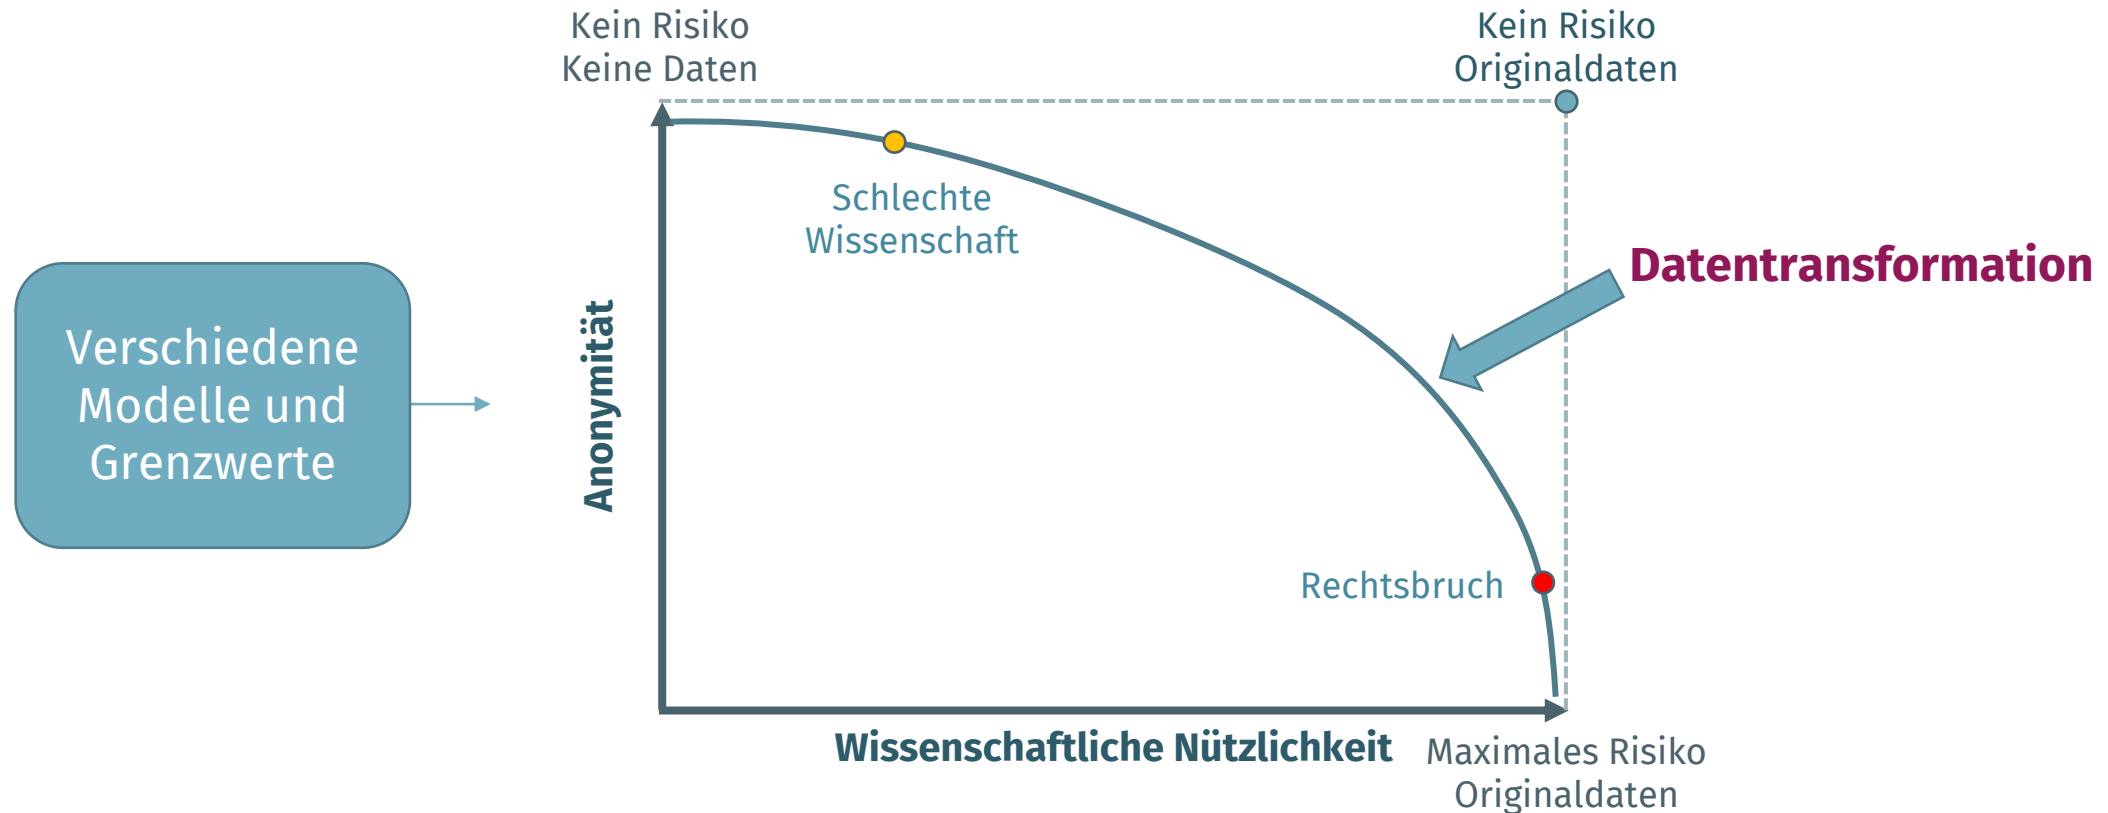 Kein Risiko
Keine Daten
Kein Risiko
Originaldaten
Schlechte
Wissenschaft
Datentransformation
Verschiedene
Modelle und
Grenzwerte
Anonymität
Rechtsbruch
Wissenschaftliche Nützlichkeit
Maximales Risiko
Originaldaten